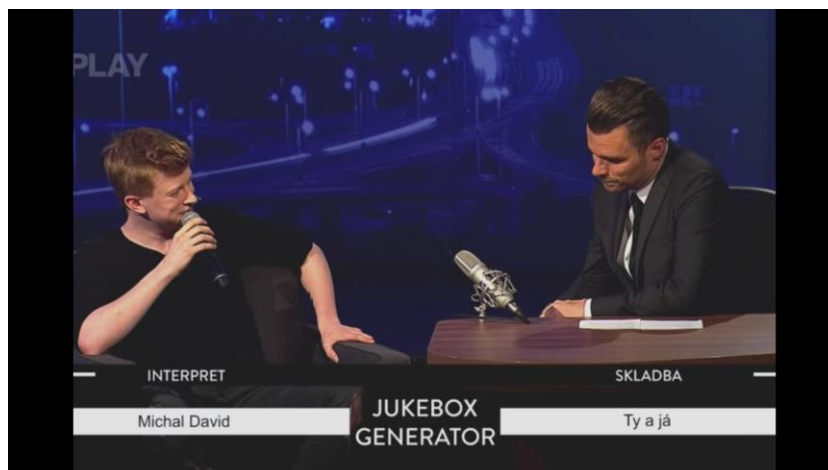 PLAY
INTERPRET
SKLADBA
Michal David
JUKEBOX
GENERATOR
Ty a já